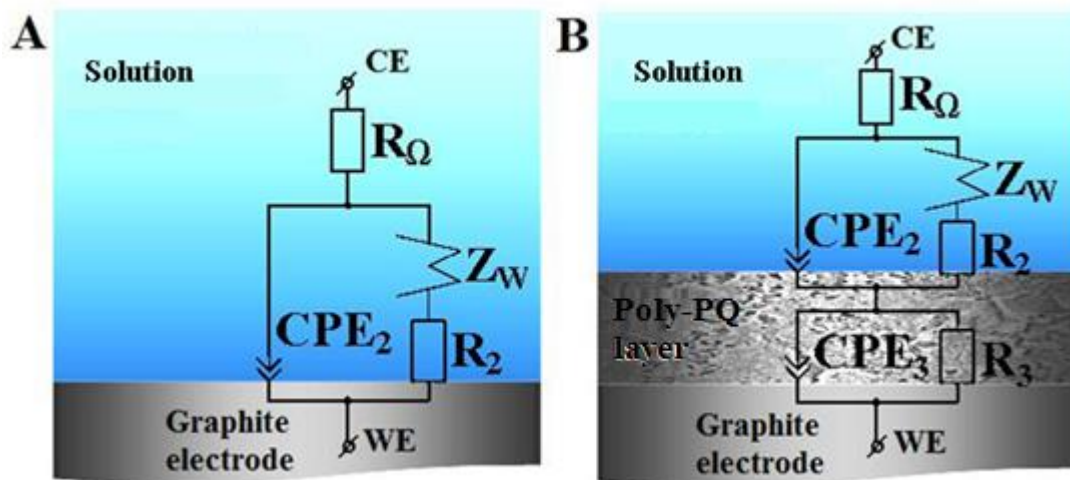 A
Solution
CE
RΩ
ZW
CPE2
R2
Graphite
electrode
WE
B
Solution
CE
RΩ
ZW
CPE2
R2
Poly-PQ
layer
CPE3
R3
Graphite
electrode
WE